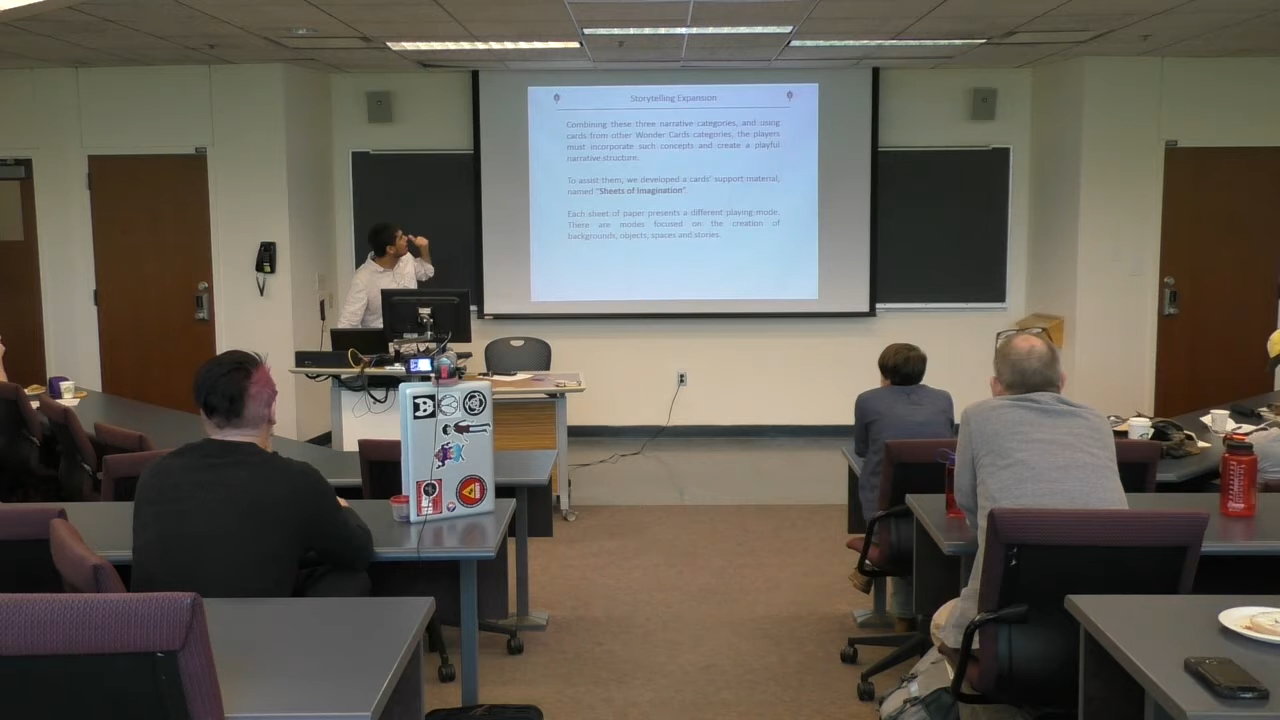 Storytelling Expansion
Combining these three narrative categories, and using
cards from other Wonder Cards categories, the players
must incorporate such concepts and create a playful
narrative structure.
To assist them, we developed a cards' support material,
named "Sheets of Imagination".
Each sheet of paper presents a different playing mode.
There are modes focused on the creation of
backgrounds, objects, spaces and stories.